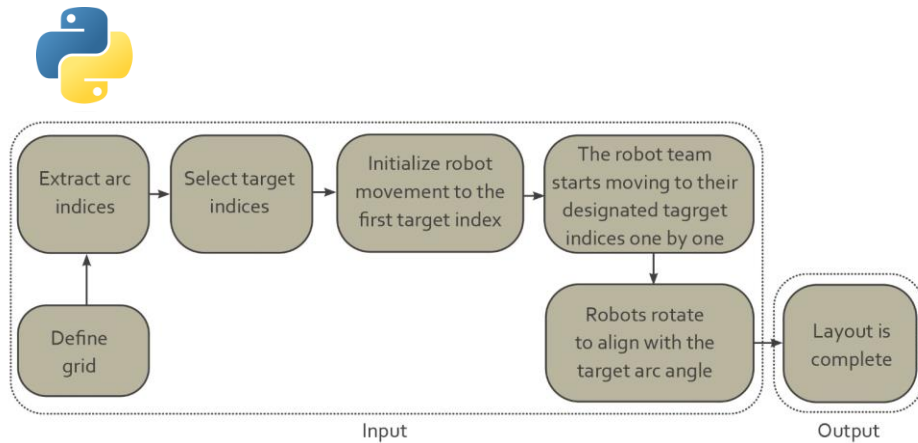 Extract arc
indices
Select target
indices
Initialize robot
movement to the
first target index
The robot team
starts moving to their
designated tagrget
indices one by one
Define
grid
Robots rotate
to align with the
target arc angle
Layout is
complete
Input
Output